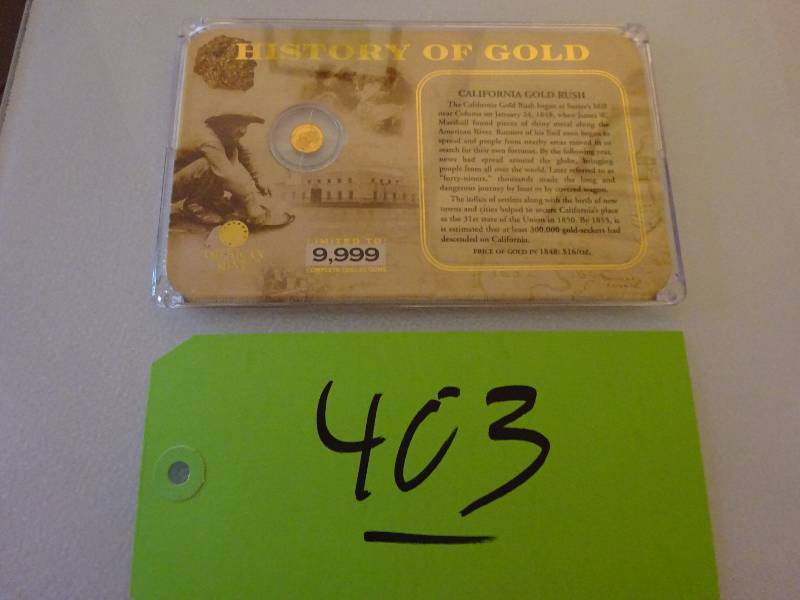 HISTORY OF GOLD
CALIFORNIA GOLD RUSH
The California Gold Rush began at Sutter's Mill
near Coloma on January 24, 1848, when James W.
Marshall found pieces of shiny metal along the
American River. Rumors of his find soon began to
spread and people from nearby areas moved in to
search for their own fortunes. By the following year,
news had spread around the globe, bringing
people from all over the world. Later referred to as
"forty-niners," thousands made the long and
dangerous journey by boat or by covered wagon.
The influx of settlers along with the birth of new
towns and cities helped to secure California's place
as the 31st state of the Union in 1850. By 1855, it
is estimated that at least 300,000 gold-seekers had
descended on California.
PRICE OF GOLD IN 1848: $16/OZ.
AMERICAN
MINT
LIMITED TO
9,999
COMPLETE COLLECTIONS
403